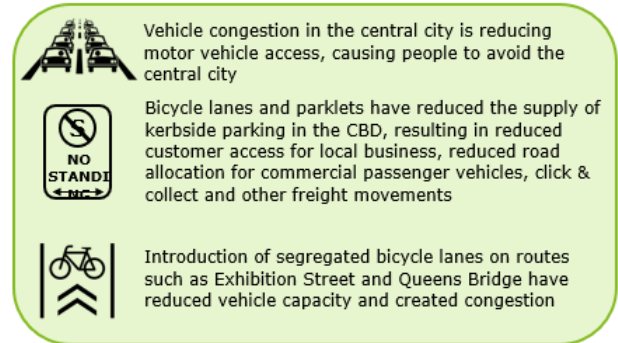 Vehicle congestion in the central city is reducing
motor vehicle access, causing people to avoid the
central city
S
NO
STANDI
NG
Bicycle lanes and parklets have reduced the supply of
kerbside parking in the CBD, resulting in reduced
customer access for local business, reduced road
allocation for commercial passenger vehicles, click &
collect and other freight movements
Introduction of segregated bicycle lanes on routes
such as Exhibition Street and Queens Bridge have
reduced vehicle capacity and created congestion